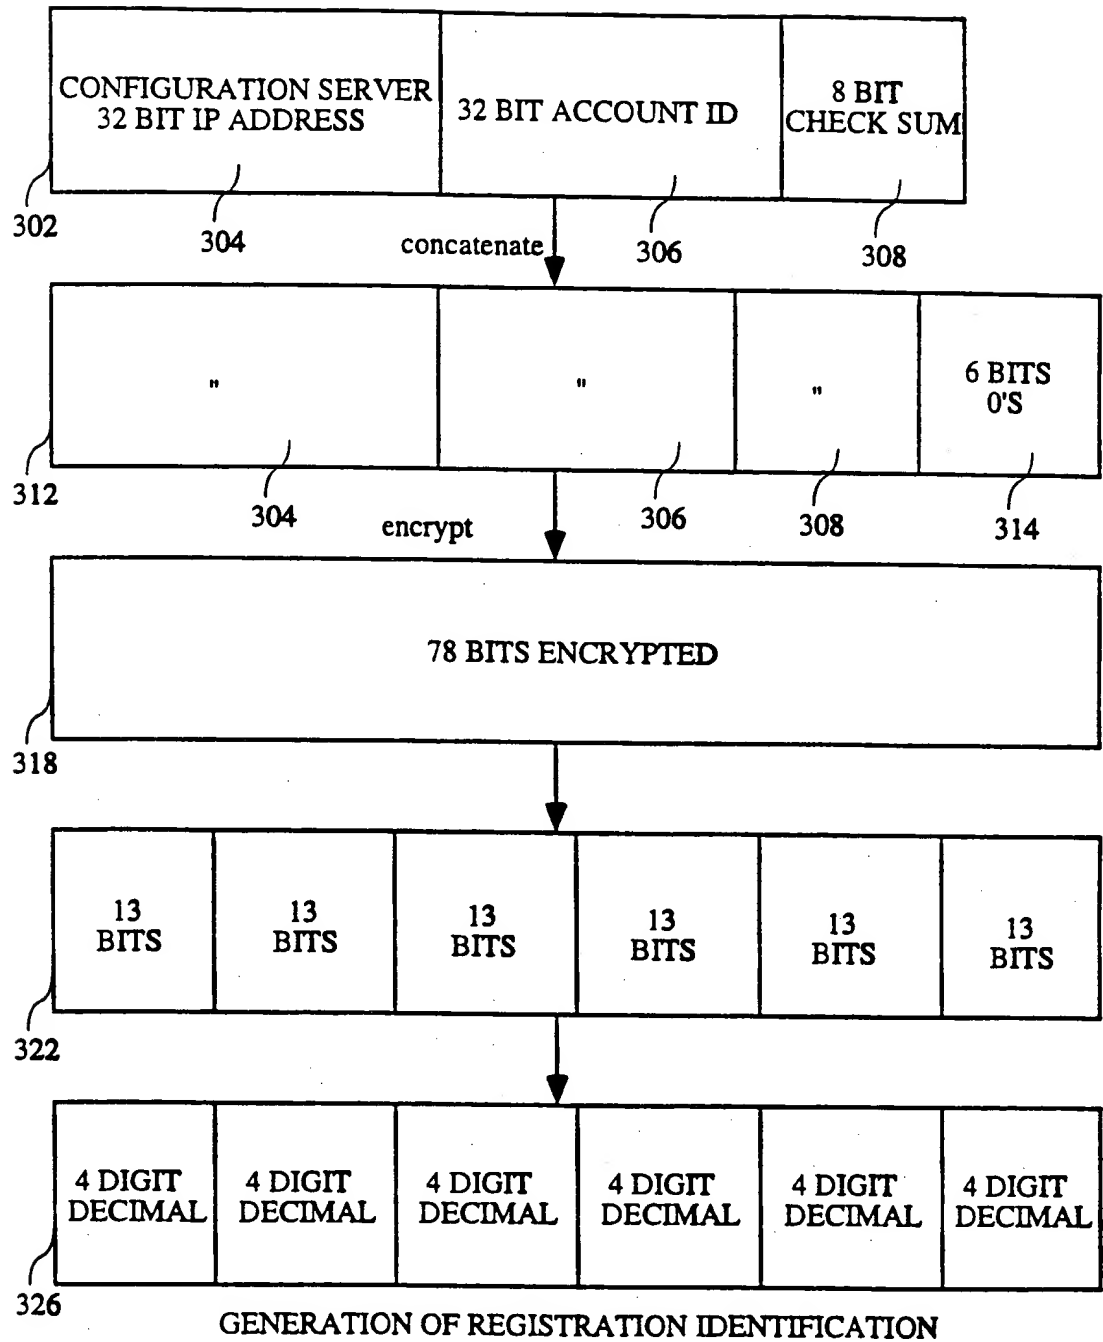 CONFIGURATION SERVER
32 BIT IP ADDRESS
32 BIT ACCOUNT ID
8 BIT
CHECK SUM
302
304
306
308
concatenate
"
"
"
6 BITS
0'S
312
304
306
308
314
encrypt
78 BITS ENCRYPTED
318
13
BITS
13
BITS
13
BITS
13
BITS
13
BITS
13
BITS
322
4 DIGIT
DECIMAL
4 DIGIT
DECIMAL
4 DIGIT
DECIMAL
4 DIGIT
DECIMAL
4 DIGIT
DECIMAL
4 DIGIT
DECIMAL
326
GENERATION OF REGISTRATION IDENTIFICATION